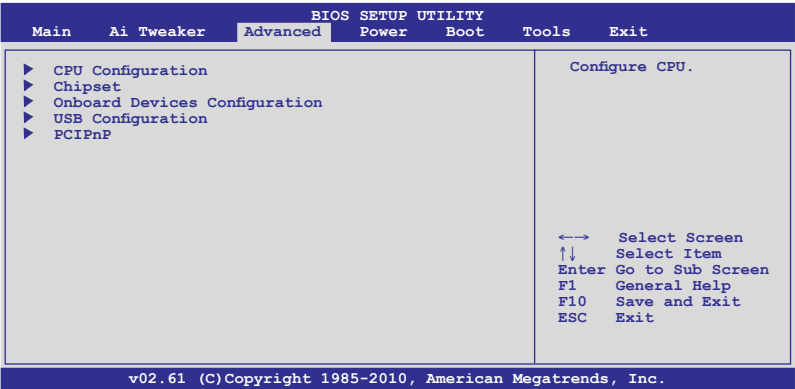 BIOS SETUP UTILITY
Main Ai Tweaker Advanced Power Boot Tools Exit
CPU Configuration
Chipset
Onboard Devices Configuration
USB Configuration
PCIPnP
Configure CPU.
←→ Select Screen
↑↓ Select Item
Enter Go to Sub Screen
F1 General Help
F10 Save and Exit
ESC Exit
v02.61 (C)Copyright 1985-2010, American Megatrends, Inc.